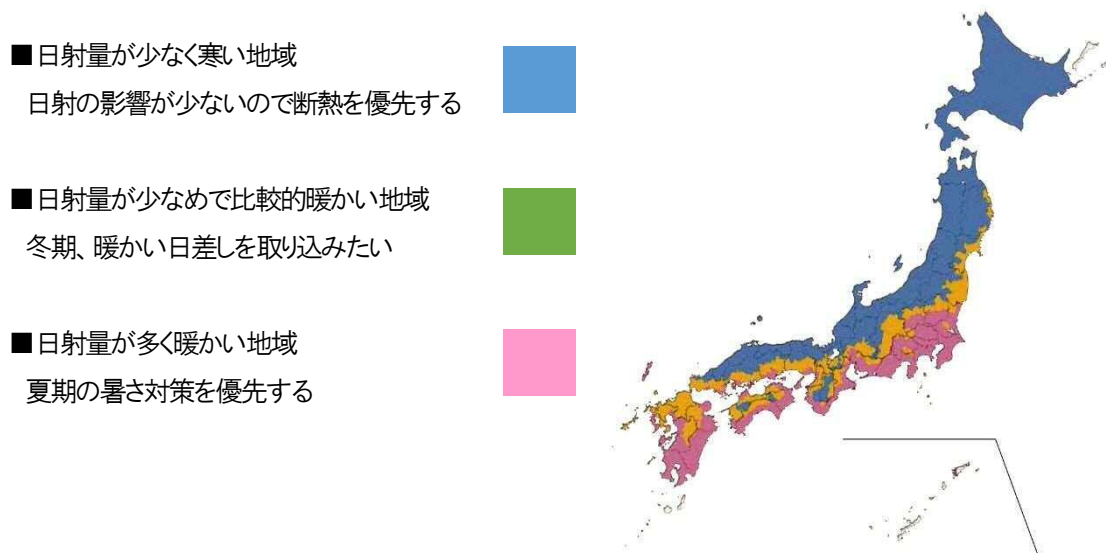 ■日射量が少なく寒い地域
日射の影響が少ないので断熱を優先する
■日射量が少なめで比較的暖かい地域
冬期、暖かい日差しを取り込みたい
■日射量が多く暖かい地域
夏期の暑さ対策を優先する